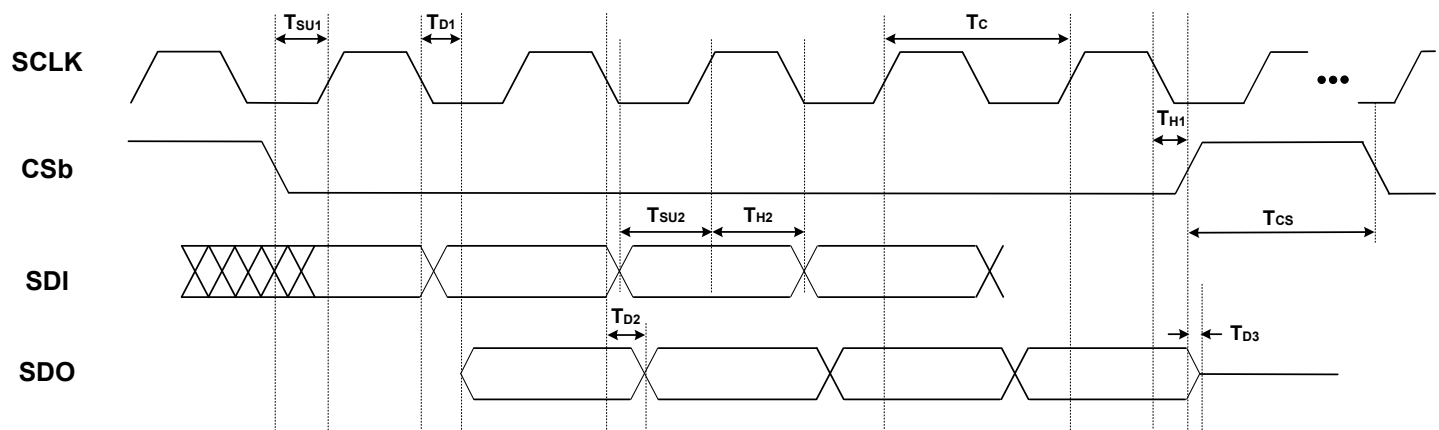 TSU1
TD1
TC
SCLK
•••
TH1
CSb
TSU2
TH2
TCS
SDI
TD2
TD3
SDO